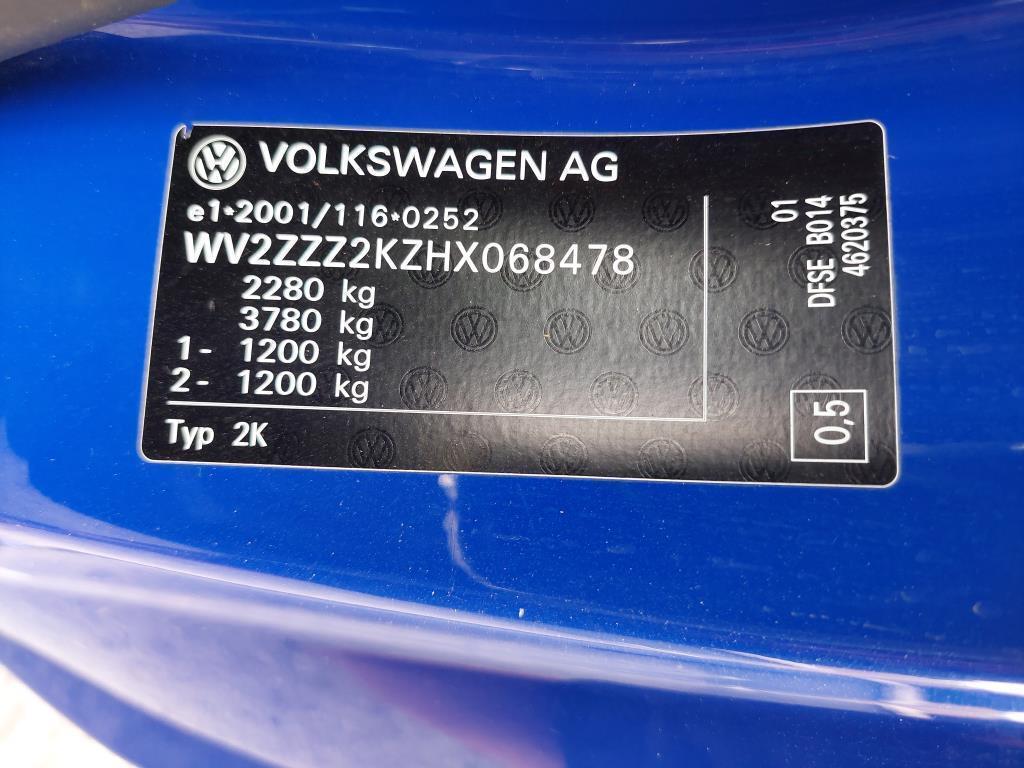 VOLKSWAGEN AG
e1*2001/116*0252
WV2ZZZ2KZHX068478
2280 kg
3780 kg
1- 1200 kg
2- 1200 kg
Typ 2K
01
DFSE B014
4620375
0,5